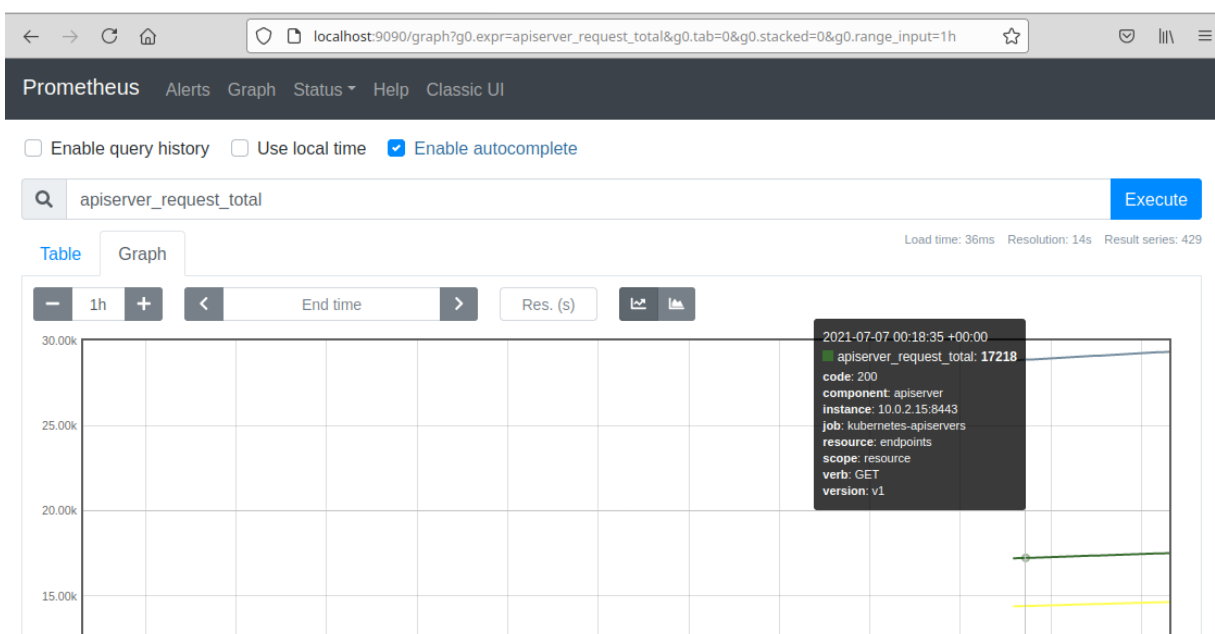 localhost:9090/graph?g0.expr=apiserver_request_total&g0.tab=0&g0.stacked=0&g0.range_input=1h
Prometheus Alerts Graph Status Help Classic UI
Enable query history Use local time Enable autocomplete
apiserver_request_total Execute
Load time: 36ms Resolution: 14s Result series: 429
Table Graph
1h End time Res. (s)
30.00k
2021-07-07 00:18:35 +00:00
apiserver_request_total: 17218
code: 200
component: apiserver
instance: 10.0.2.15:8443
job: kubernetes-apiservers
resource: endpoints
scope: resource
verb: GET
version: v1
25.00k
20.00k
15.00k